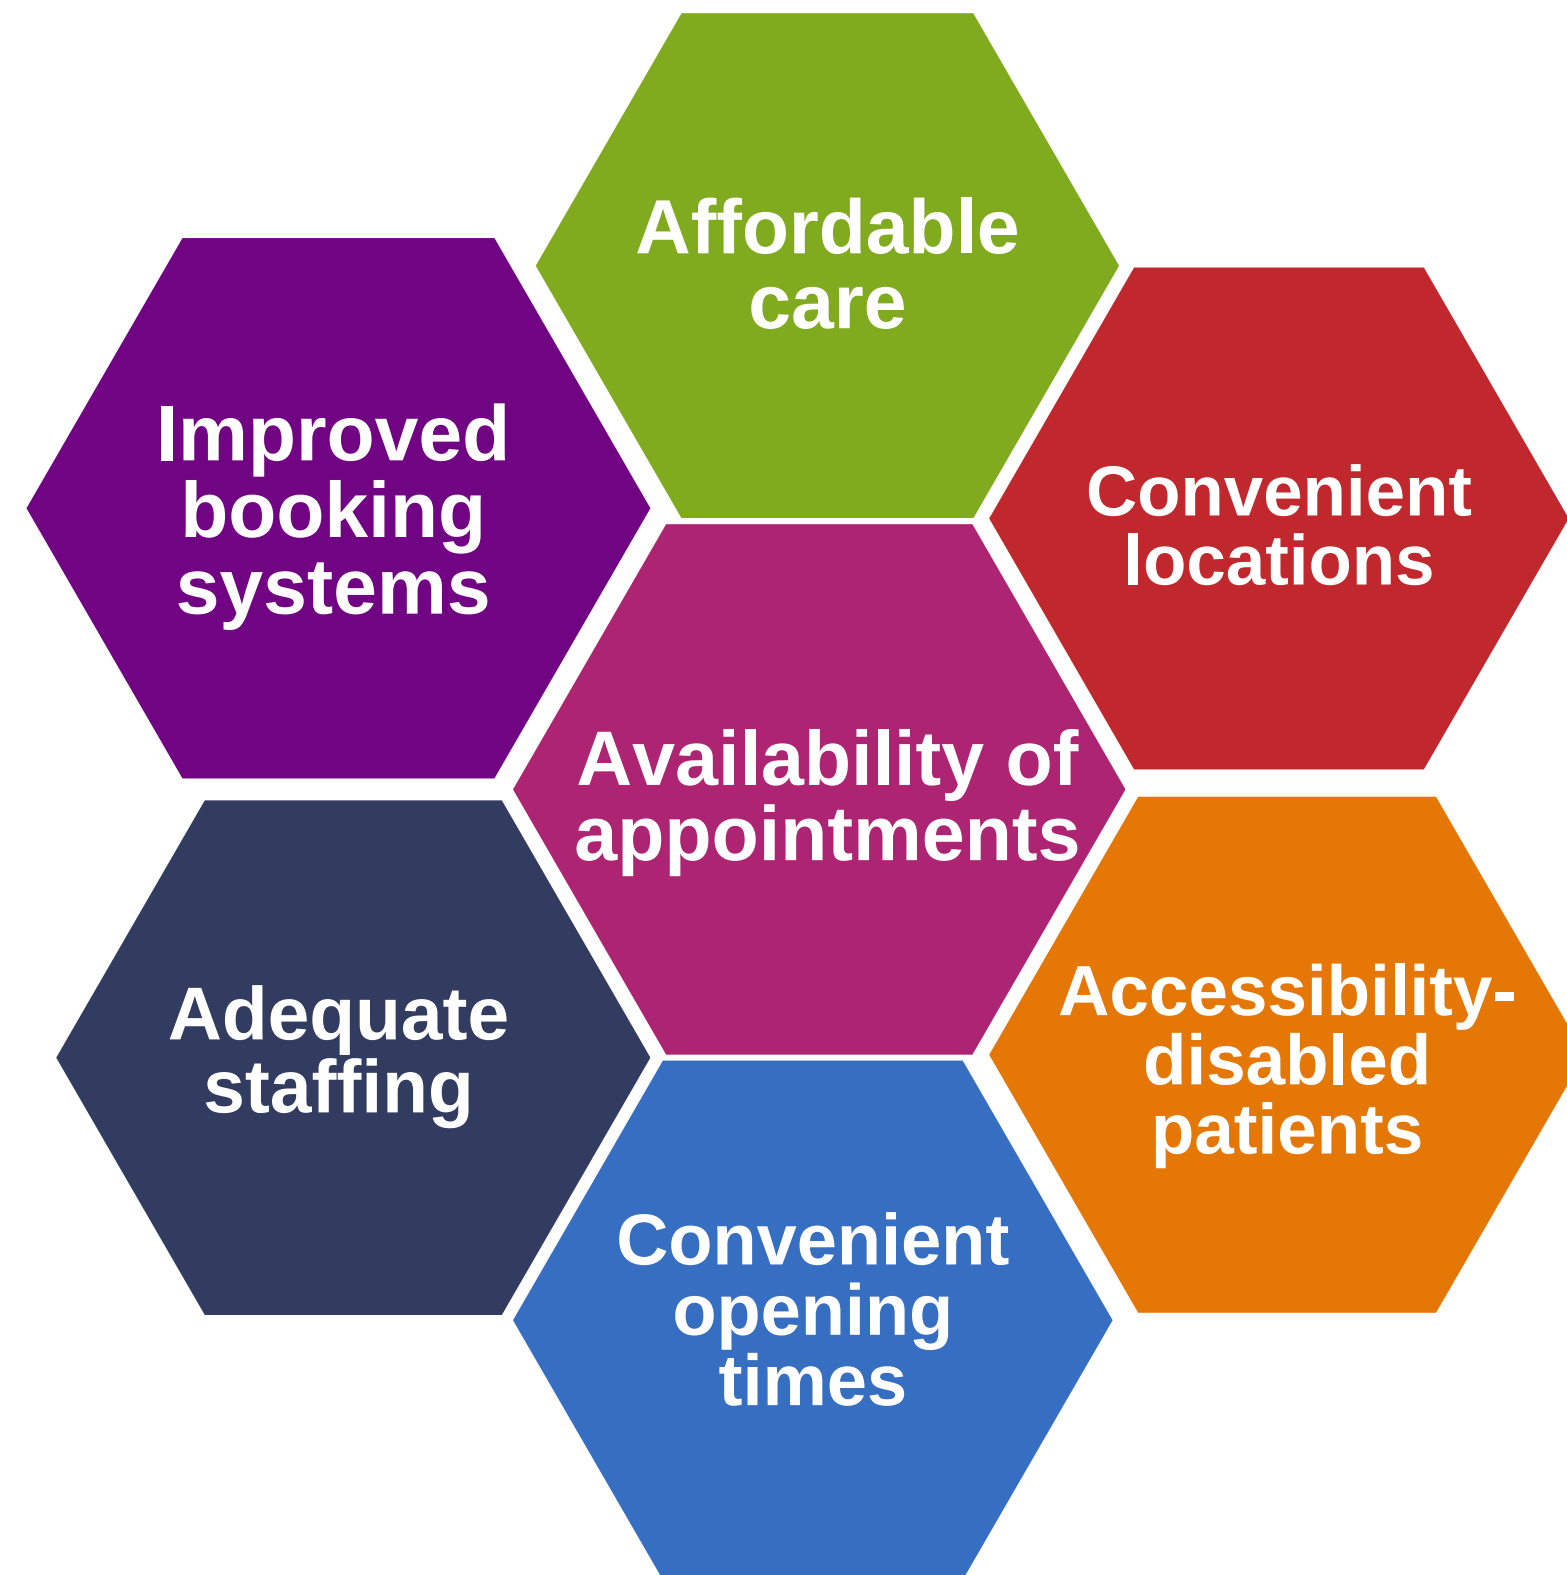 Affordable
care
Improved
booking
systems
Convenient
locations
Availability of
appointments
Adequate
staffing
Accessibility-
disabled
patients
Convenient
opening
times